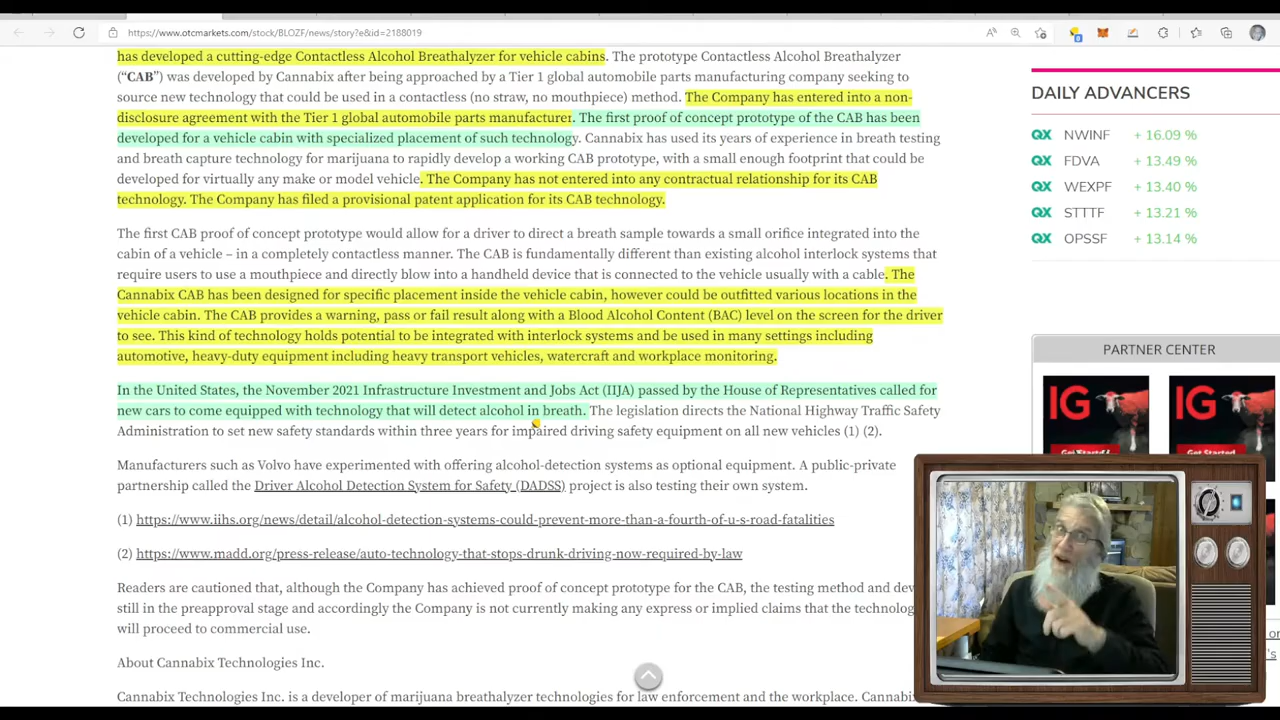 https://www.otcmarkets.com/stock/BLOZF/news/story?e&id=2188019
has developed a cutting-edge Contactless Alcohol Breathalyzer for vehicle cabins. The prototype Contactless Alcohol Breathalyzer
(“CAB”) was developed by Cannabix after being approached by a Tier 1 global automobile parts manufacturing company seeking to
source new technology that could be used in a contactless (no straw, no mouthpiece) method. The Company has entered into a non-
disclosure agreement with the Tier 1 global automobile parts manufacturer. The first proof of concept prototype of the CAB has been
developed for a vehicle cabin with specialized placement of such technology. Cannabix has used its years of experience in breath testing
and breath capture technology for marijuana to rapidly develop a working CAB prototype, with a small enough footprint that could be
developed for virtually any make or model vehicle. The Company has not entered into any contractual relationship for its CAB
technology. The Company has filed a provisional patent application for its CAB technology.
The first CAB proof of concept prototype would allow for a driver to direct a breath sample towards a small orifice integrated into the
cabin of a vehicle – in a completely contactless manner. The CAB is fundamentally different than existing alcohol interlock systems that
require users to use a mouthpiece and directly blow into a handheld device that is connected to the vehicle usually with a cable. The
Cannabix CAB has been designed for specific placement inside the vehicle cabin, however could be outfitted various locations in the
vehicle cabin. The CAB provides a warning, pass or fail result along with a Blood Alcohol Content (BAC) level on the screen for the driver
to see. This kind of technology holds potential to be integrated with interlock systems and be used in many settings including
automotive, heavy-duty equipment including heavy transport vehicles, watercraft and workplace monitoring.
In the United States, the November 2021 Infrastructure Investment and Jobs Act (IIJA) passed by the House of Representatives called for
new cars to come equipped with technology that will detect alcohol in breath. The legislation directs the National Highway Traffic Safety
Administration to set new safety standards within three years for impaired driving safety equipment on all new vehicles (1) (2).
Manufacturers such as Volvo have experimented with offering alcohol-detection systems as optional equipment. A public-private
partnership called the Driver Alcohol Detection System for Safety (DADSS) project is also testing their own system.
(1) https://www.iihs.org/news/detail/alcohol-detection-systems-could-prevent-more-than-a-fourth-of-u-s-road-fatalities
(2) https://www.madd.org/press-release/auto-technology-that-stops-drunk-driving-now-required-by-law
Readers are cautioned that, although the Company has achieved proof of concept prototype for the CAB, the testing method and dev
still in the preapproval stage and accordingly the Company is not currently making any express or implied claims that the technolog
will proceed to commercial use.
About Cannabix Technologies Inc.
Cannabix Technologies Inc. is a developer of marijuana breathalyzer technologies for law enforcement and the workplace. Cannabix
DAILY ADVANCERS
QX NWINF + 16.09 %
QX FDVA + 13.49 %
QX WEXPF + 13.40 %
QX STTTF + 13.21 %
QX OPSSF + 13.14 %
PARTNER CENTER
IG IG